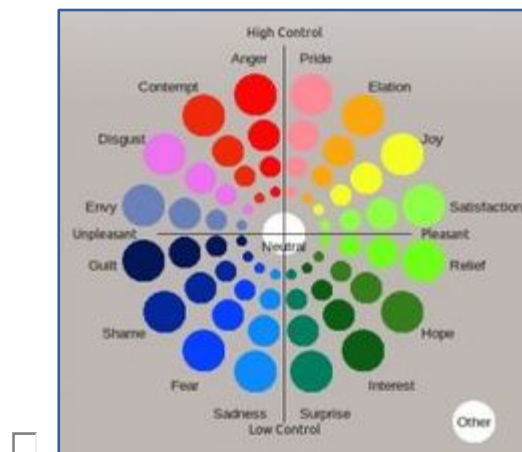 High Control
Anger Pride
Contempt Elation
Disgust Joy
Envy Satisfaction
Unpleasant Neutral Pleasant
Guilt Relief
Shame Hope
Fear Interest
Sadness Surprise
Low Control
Other